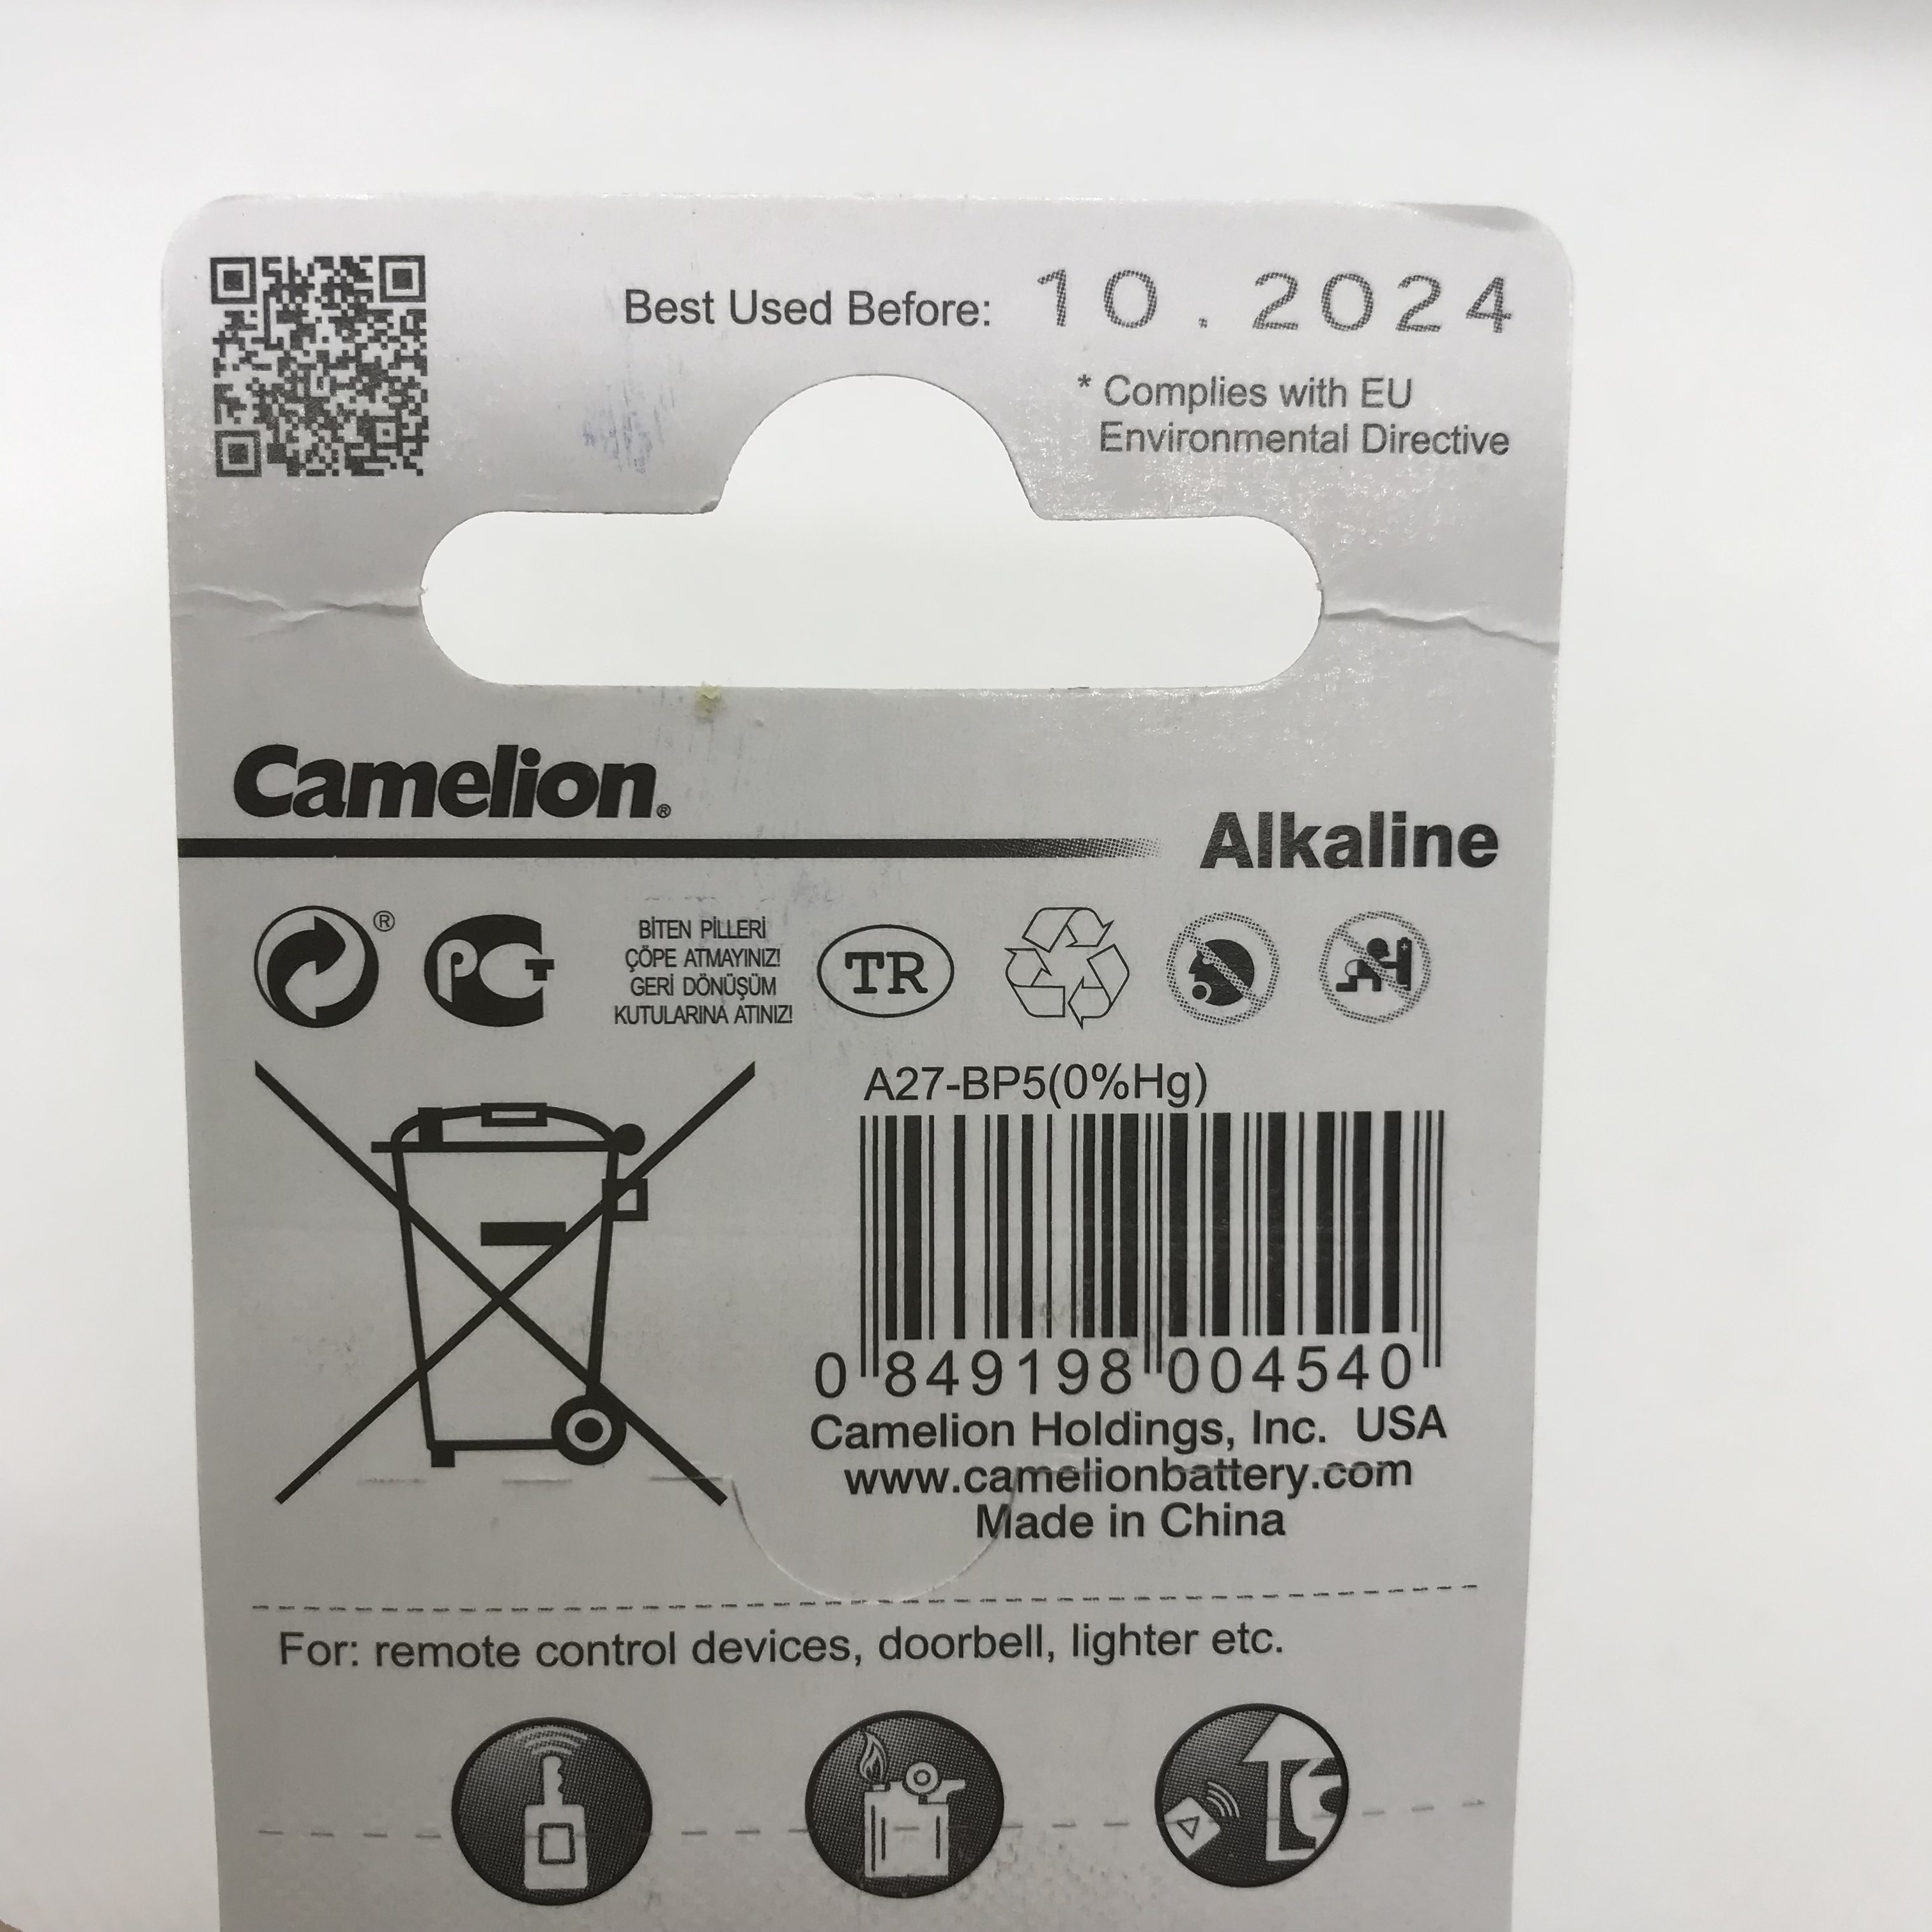 Best Used Before: 10.2024
* Complies with EU
Environmental Directive
Camelion®
Alkaline
®
PCT
BİTEN PİLLERİ
ÇÖPE ATMAYINIZ!
GERİ DÖNÜŞÜM
KUTULARINA ATINIZ!
TR
A27-BP5(0%Hg)
0 849198 004540
Camelion Holdings, Inc. USA
www.camelionbattery.com
Made in China
For: remote control devices, doorbell, lighter etc.